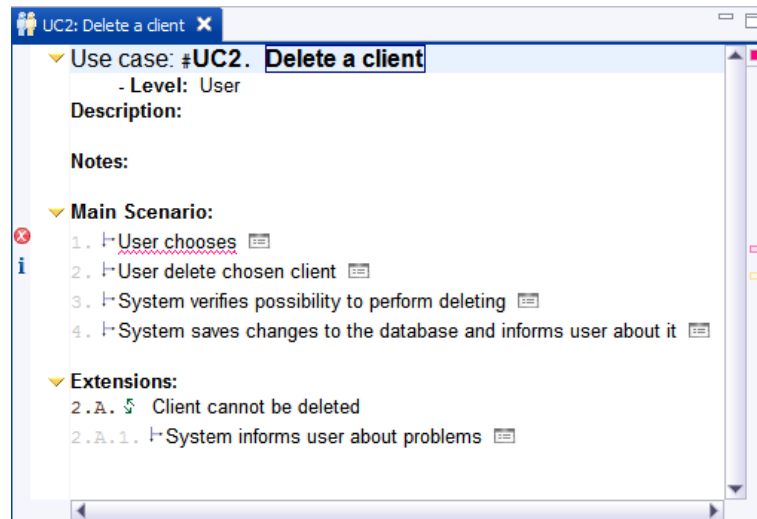 UC2: Delete a client
Use case: #UC2. Delete a client
- Level: User
Description:
Notes:
Main Scenario:
1. User chooses
2. User delete chosen client
3. System verifies possibility to perform deleting
4. System saves changes to the database and informs user about it
Extensions:
2.A. Client cannot be deleted
2.A.1. System informs user about problems